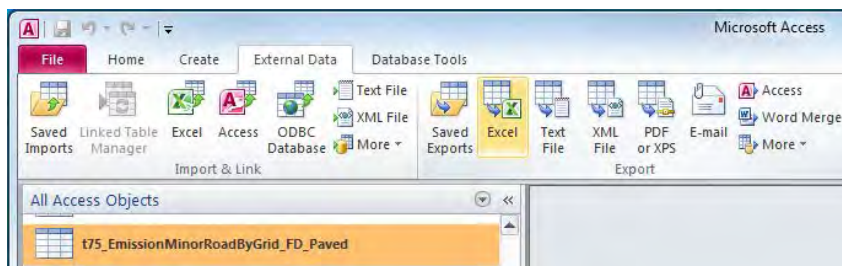 Microsoft Access
File Home Create External Data Database Tools
Saved Imports
Linked Table Manager
Excel
Access
ODBC Database
Text File
XML File
More
Import & Link
Saved Exports
Excel
Text File
XML File
PDF or XPS
E-mail
Access
Word Merge
More
Export
All Access Objects
t75_EmissionMinorRoadByGrid_FD_Paved